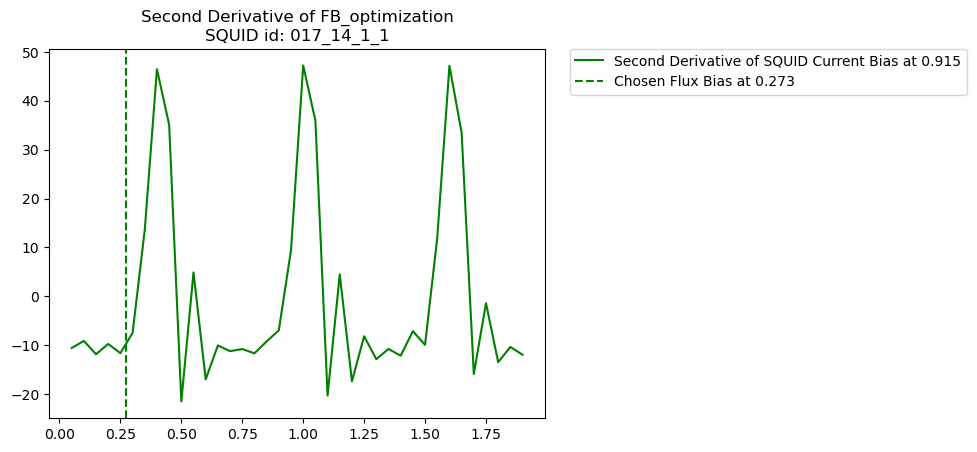 Second Derivative of FB_optimization
SQUID id: 017_14_1_1
50
40
30
20
10
0
−10
−20
0.00 0.25 0.50 0.75 1.00 1.25 1.50 1.75
Second Derivative of SQUID Current Bias at 0.915
Chosen Flux Bias at 0.273